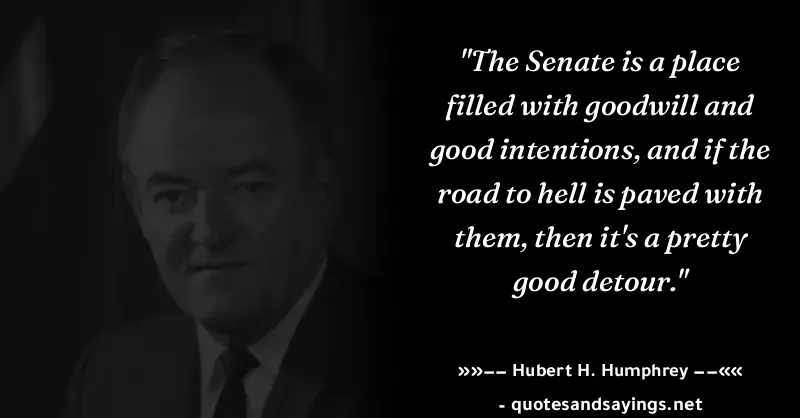 "The Senate is a place
filled with goodwill and
good intentions, and if the
road to hell is paved with
them, then it's a pretty
good detour."
»»–– Hubert H. Humphrey ––««
- quotesandsayings.net